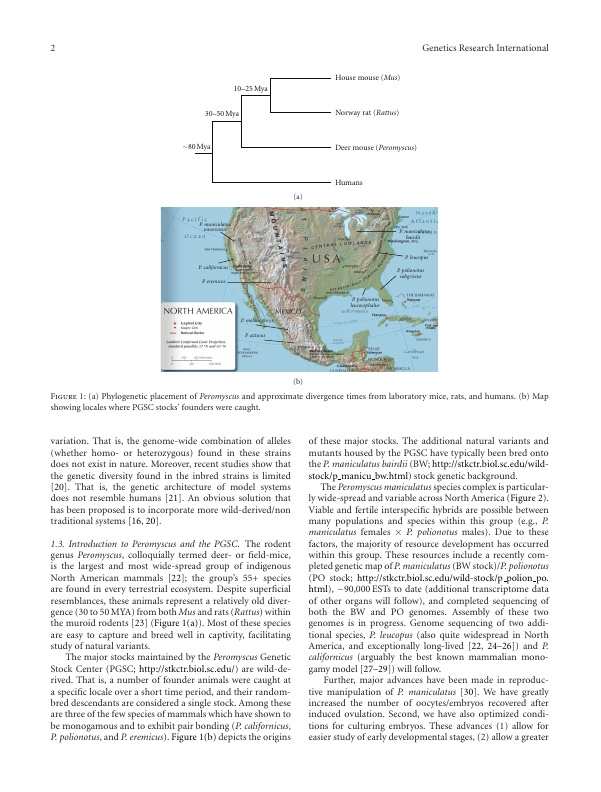 2
Genetics Research International
House mouse (Mus)
10–25 Mya
Norway rat (Rattus)
30–50 Mya
Deer mouse (Peromyscus)
~80 Mya
Humans
(a)
Pacific
Ocean
MOUNTAINS
CENTRAL LOWLANDS
USA
P. maniculatus
sonoriensis
P. maniculatus
bairdii
Washington, D.C.
P. leucopus
P. californicus
P. polionotus
subgriseus
P. eremicus
P. polionotus
leucocephalus
Gulf of Mexico
THE BAHAMAS
NORTH AMERICA
MEXICO
P. melanophrys
P. aztecus
Capital city
(b)
Figure 1: (a) Phylogenetic placement of Peromyscus and approximate divergence times from laboratory mice, rats, and humans. (b) Map
showing locales where PGSC stocks’ founders were caught.
variation. That is, the genome-wide combination of alleles
(whether homo- or heterozygous) found in these strains
does not exist in nature. Moreover, recent studies show that
the genetic diversity found in the inbred strains is limited
[20]. That is, the genetic architecture of model systems
does not resemble humans [21]. An obvious solution that
has been proposed is to incorporate more wild-derived/non
traditional systems [16, 20].
1.3. Introduction to Peromyscus and the PGSC. The rodent
genus Peromyscus, colloquially termed deer- or field-mice,
is the largest and most wide-spread group of indigenous
North American mammals [22]; the group’s 55+ species
are found in every terrestrial ecosystem. Despite superficial
resemblances, these animals represent a relatively old diver-
gence (30 to 50 MYA) from both Mus and rats (Rattus) within
the muroid rodents [23] (Figure 1(a)). Most of these species
are easy to capture and breed well in captivity, facilitating
study of natural variants.
The major stocks maintained by the Peromyscus Genetic
Stock Center (PGSC; http://stkctr.biol.sc.edu/) are wild-de-
rived. That is, a number of founder animals were caught at
a specific locale over a short time period, and their random-
bred descendants are considered a single stock. Among these
are three of the few species of mammals which have shown to
be monogamous and to exhibit pair bonding (P. californicus,
P. polionotus, and P. eremicus). Figure 1(b) depicts the origins
of these major stocks. The additional natural variants and
mutants housed by the PGSC have typically been bred onto
the P. maniculatus bairdii (BW; http://stkctr.biol.sc.edu/wild-
stock/p_manicu_bw.html) stock genetic background.
The Peromyscus maniculatus species complex is particular-
ly wide-spread and variable across North America (Figure 2).
Viable and fertile interspecific hybrids are possible between
many populations and species within this group (e.g., P.
maniculatus females × P. polionotus males). Due to these
factors, the majority of resource development has occurred
within this group. These resources include a recently com-
pleted genetic map of P. maniculatus (BW stock)/P. polionotus
(PO stock; http://stkctr.biol.sc.edu/wild-stock/p_polion_po.
html), ~90,000 ESTs to date (additional transcriptome data
of other organs will follow), and completed sequencing of
both the BW and PO genomes. Assembly of these two
genomes is in progress. Genome sequencing of two addi-
tional species, P. leucopus (also quite widespread in North
America, and exceptionally long-lived [22, 24–26]) and P.
californicus (arguably the best known mammalian mono-
gamy model [27–29]) will follow.
Further, major advances have been made in reproduc-
tive manipulation of P. maniculatus [30]. We have greatly
increased the number of oocytes/embryos recovered after
induced ovulation. Second, we have also optimized condi-
tions for culturing embryos. These advances (1) allow for
easier study of early developmental stages, (2) allow a greater